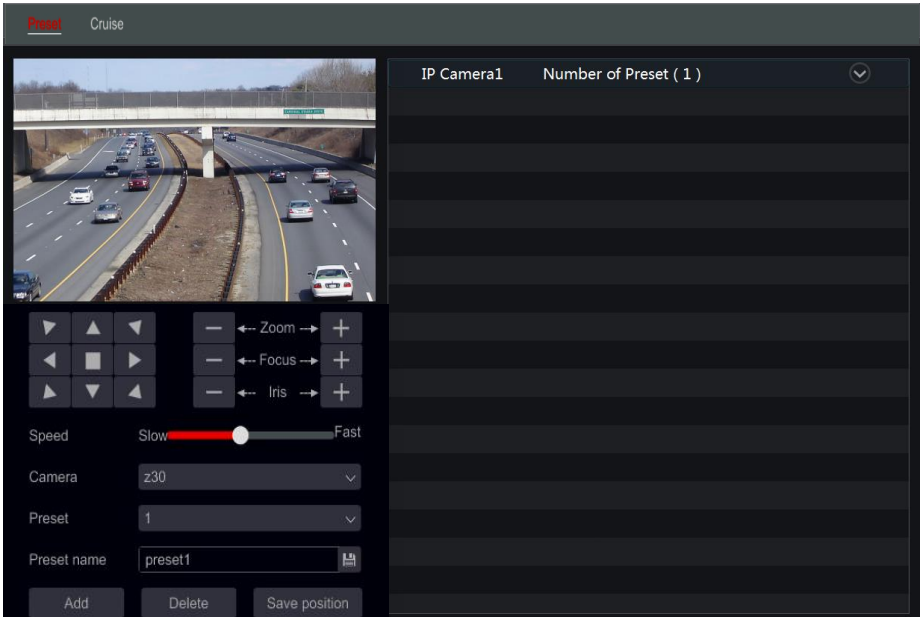 Preset Cruise
IP Camera1 Number of Preset ( 1 )
Zoom
Focus
Iris
Speed Slow Fast
Camera z30
Preset 1
Preset name preset1
Add Delete Save position